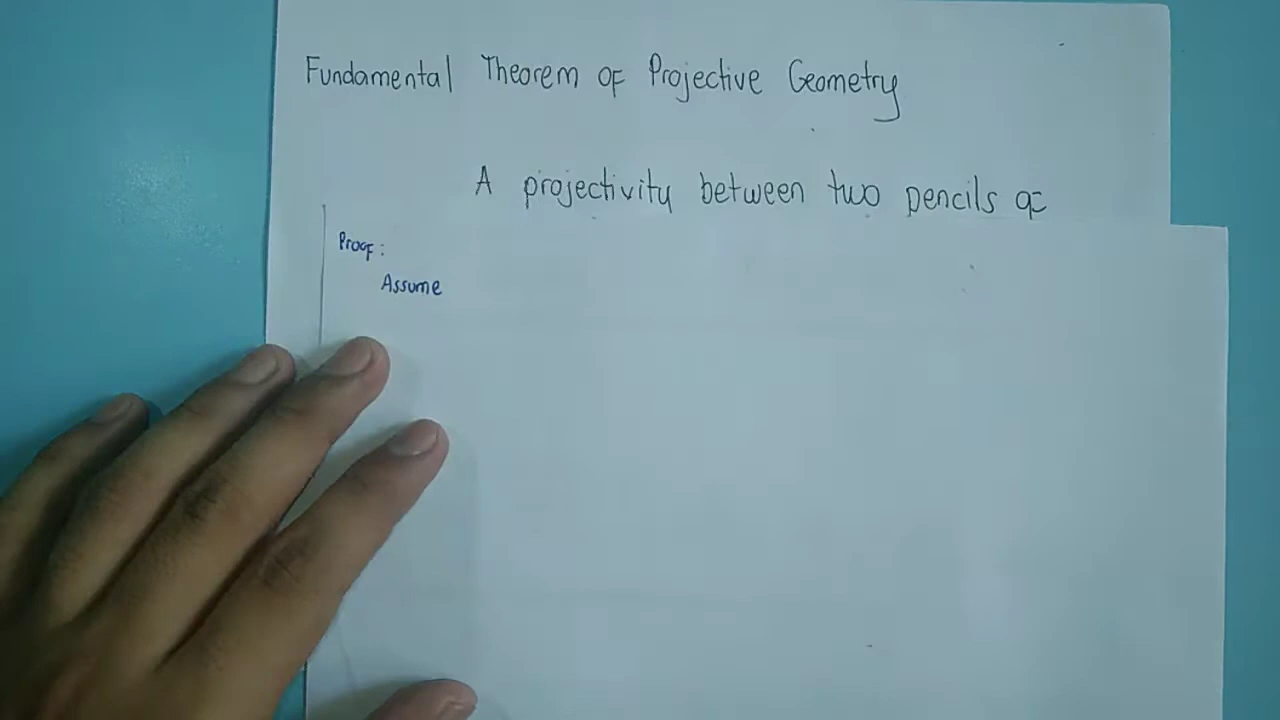 Fundamental Theorem of Projective Geometry
A projectivity between two pencils of
Proof:
Assume